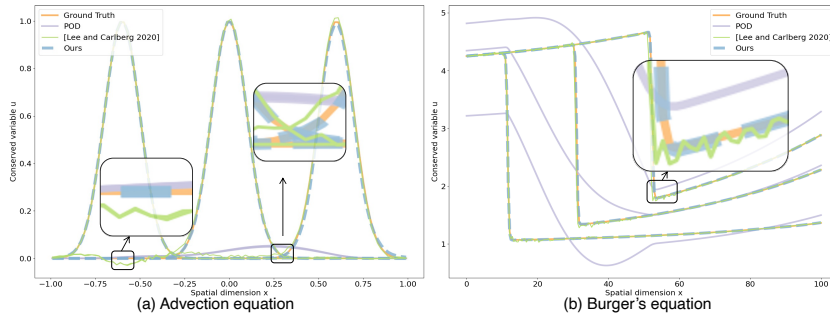 Ground Truth
POD
[Lee and Carlberg 2020]
Ours
Conserved variable u
1.0
0.8
0.6
0.4
0.2
0.0
−1.00 −0.75 −0.50 −0.25 0.00 0.25 0.50 0.75 1.00
Spatial dimension x
(a) Advection equation
Ground Truth
POD
[Lee and Carlberg 2020]
Ours
Conserved variable u
5
4
3
2
1
0 20 40 60 80 100
Spatial dimension x
(b) Burger's equation